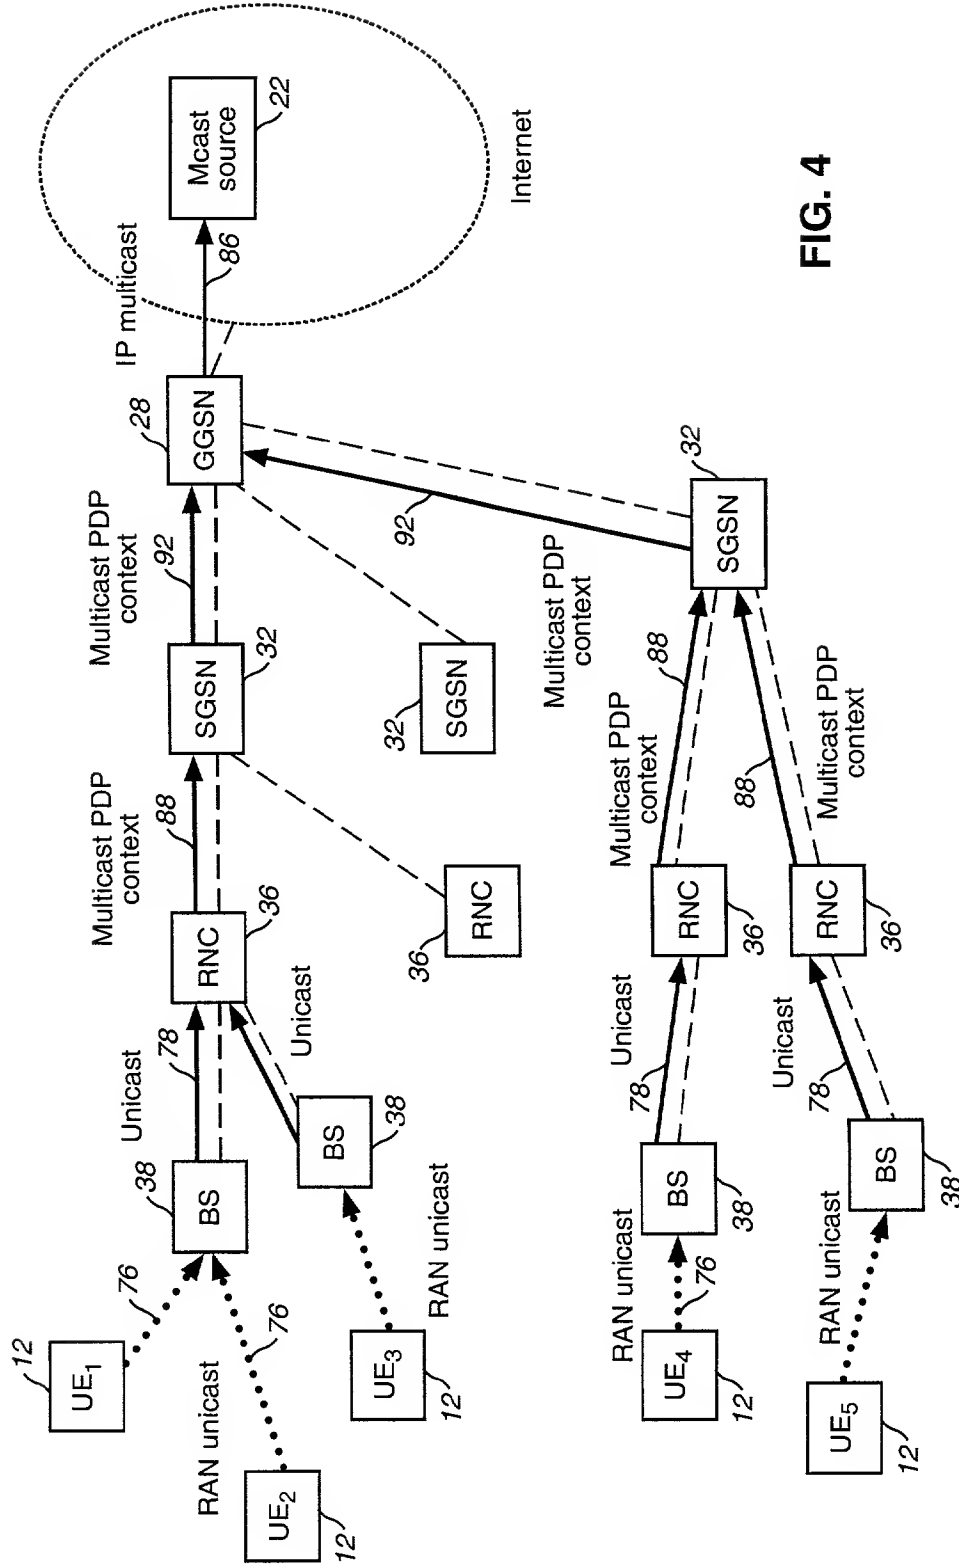 UE1
12
76
UE2
12
76
RAN unicast
UE3
12
RAN unicast
BS
38
BS
38
Unicast
78
Unicast
RNC
36
RNC
36
Multicast PDP
context
88
SGSN
32
SGSN
32
Multicast PDP
context
92
GGSN
28
IP multicast
86
Mcast
source
22
Internet
UE4
12
RAN unicast
76
UE5
12
RAN unicast
BS
38
BS
38
Unicast
78
Unicast
78
RNC
36
RNC
36
Multicast PDP
context
88
Multicast PDP
context
88
SGSN
32
Multicast PDP
context
92
FIG. 4